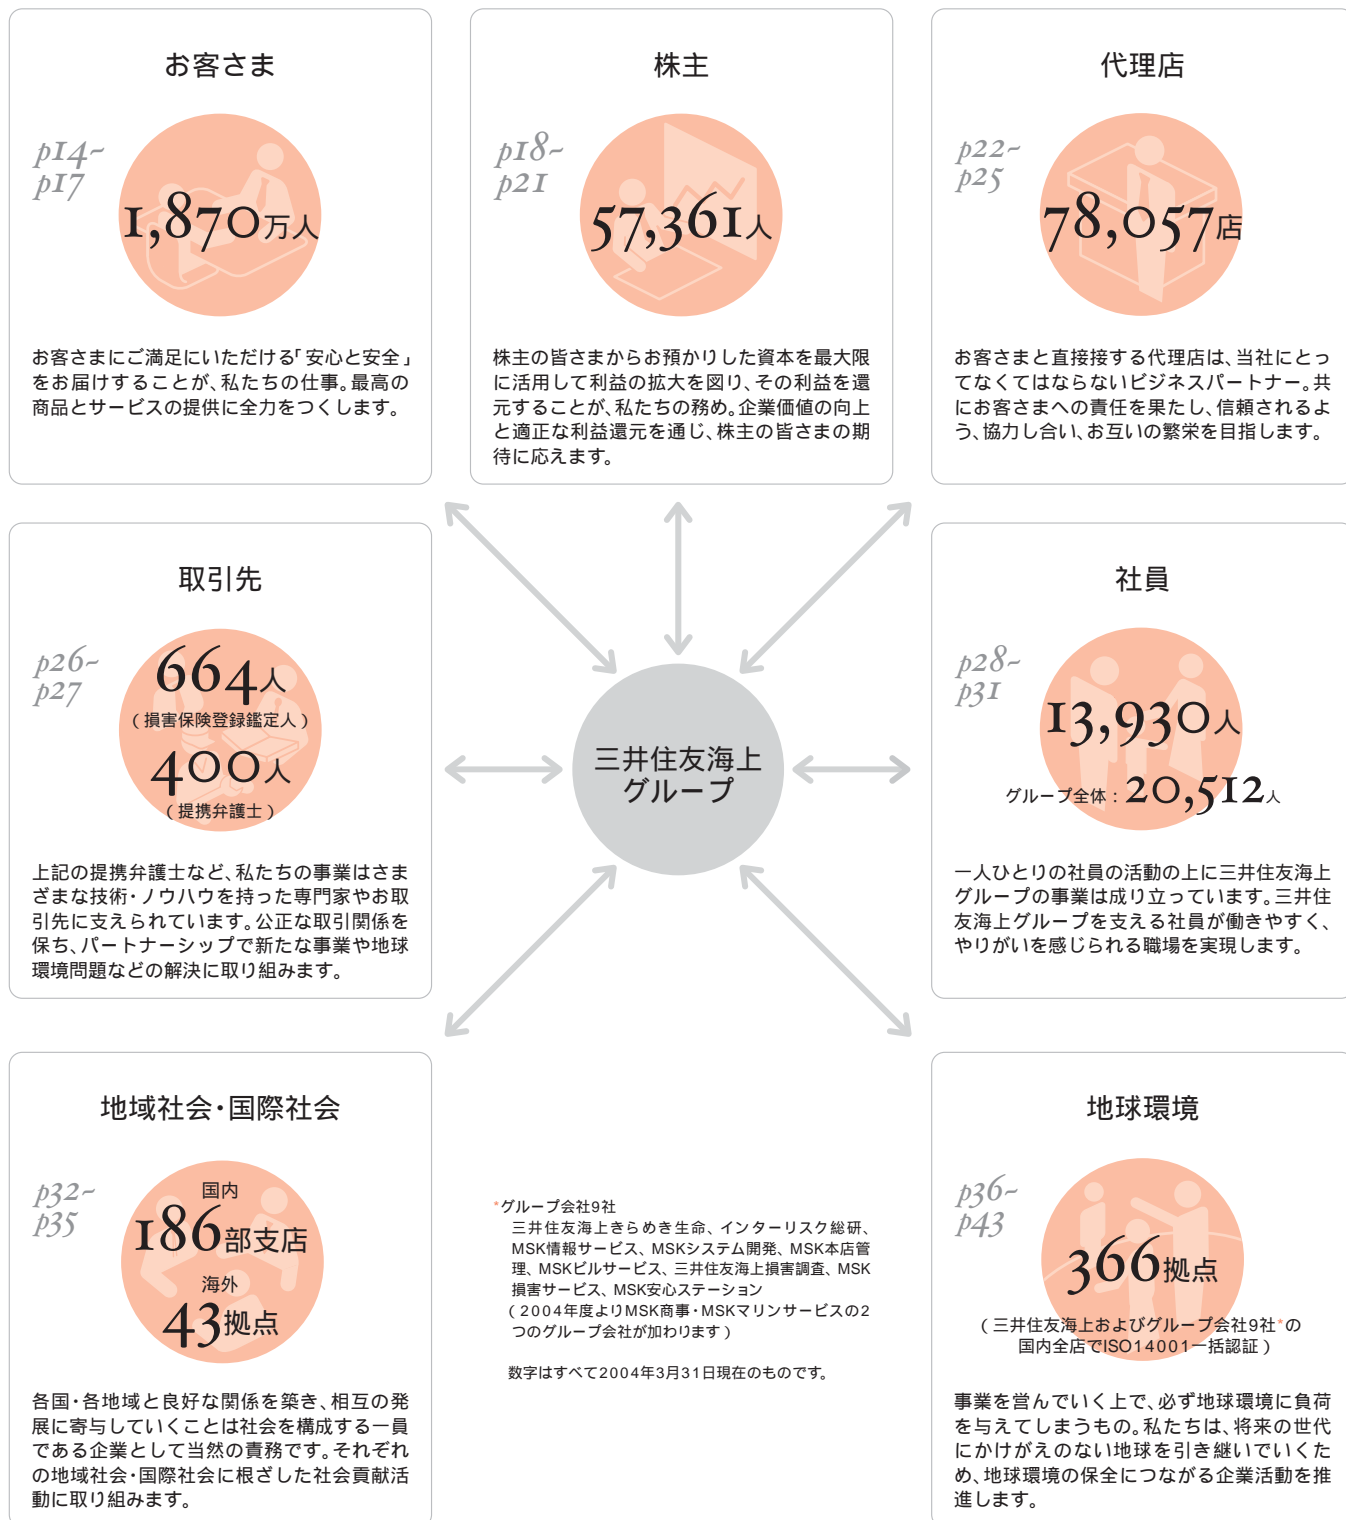 お客さま
p14~
p17
1,870万人
お客さまにご満足にいただける「安心と安全」
をお届けすることが、私たちの仕事。最高の
商品とサービスの提供に全力をつくします。
株主
p18~
p21
57,361人
株主の皆さまからお預かりした資本を最大限
に活用して利益の拡大を図り、その利益を還
元することが、私たちの務め。企業価値の向上
と適正な利益還元を通じ、株主の皆さまの期
待に応えます。
代理店
p22~
p25
78,057店
お客さまと直接接する代理店は、当社にとっ
てなくてはならないビジネスパートナー。共
にお客さまへの責任を果たし、信頼されるよ
う、協力し合い、お互いの繁栄を目指します。
取引先
p26~
p27
664人
(損害保険登録鑑定人)
400人
(提携弁護士)
上記の提携弁護士など、私たちの事業はさま
ざまな技術・ノウハウを持った専門家やお取
引先に支えられています。公正な取引関係を
保ち、パートナーシップで新たな事業や地球
環境問題などの解決に取り組みます。
三井住友海上
グループ
社員
p28~
p31
13,930人
グループ全体:20,512人
一人ひとりの社員の活動の上に三井住友海上
グループの事業は成り立っています。三井住
友海上グループを支える社員が働きやすく、
やりがいを感じられる職場を実現します。
地域社会・国際社会
p32~
p35
国内
186部支店
海外
43拠点
各国・各地域と良好な関係を築き、相互の発
展に寄与していくことは社会を構成する一員
である企業として当然の責務です。それぞれ
の地域社会・国際社会に根ざした社会貢献活
動に取り組みます。
*グループ会社9社
三井住友海上きらめき生命、インターリスク総研、
MSK情報サービス、MSKシステム開発、MSK本店管
理、MSKビルサービス、三井住友海上損害調査、MSK
損害サービス、MSK安心ステーション
(2004年度よりMSK商事・MSKマリンサービスの2
つのグループ会社が加わります)
数字はすべて2004年3月31日現在のものです。
地球環境
p36~
p43
366拠点
(三井住友海上およびグループ会社9社*の
国内全店でISO14001一括認証)
事業を営んでいく上で、必ず地球環境に負荷
を与えてしまうもの。私たちは、将来の世代
にかけがえのない地球を引き継いでいくた
め、地球環境の保全につながる企業活動を推
進します。